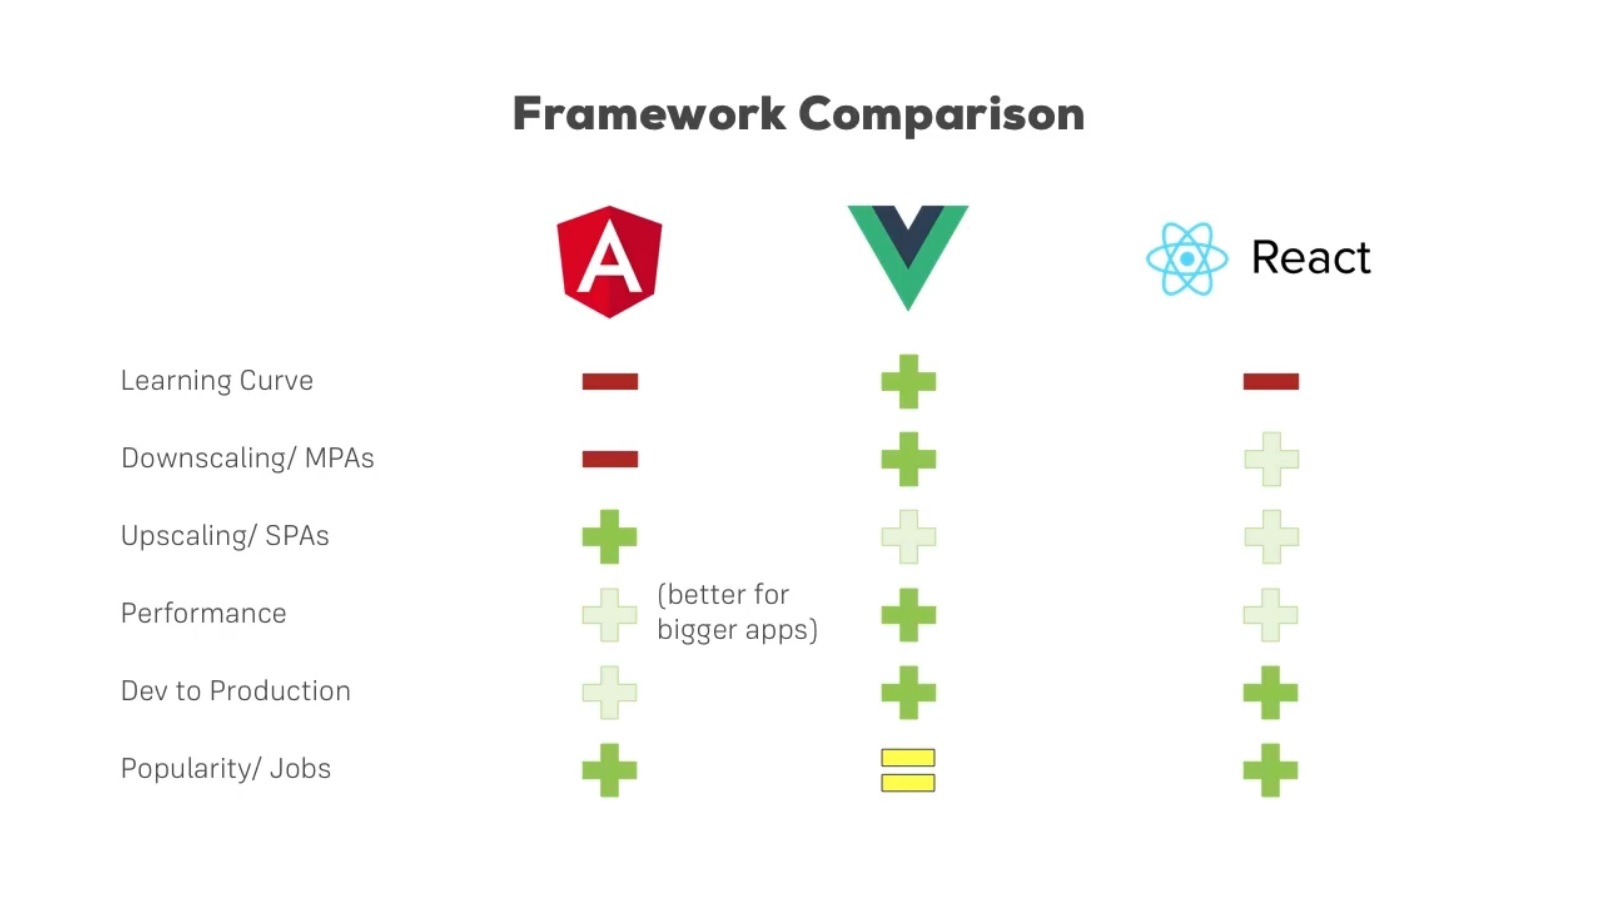 Framework Comparison
A
React
Learning Curve
Downscaling/ MPAs
Upscaling/ SPAs
Performance
(better for
bigger apps)
Dev to Production
Popularity/ Jobs